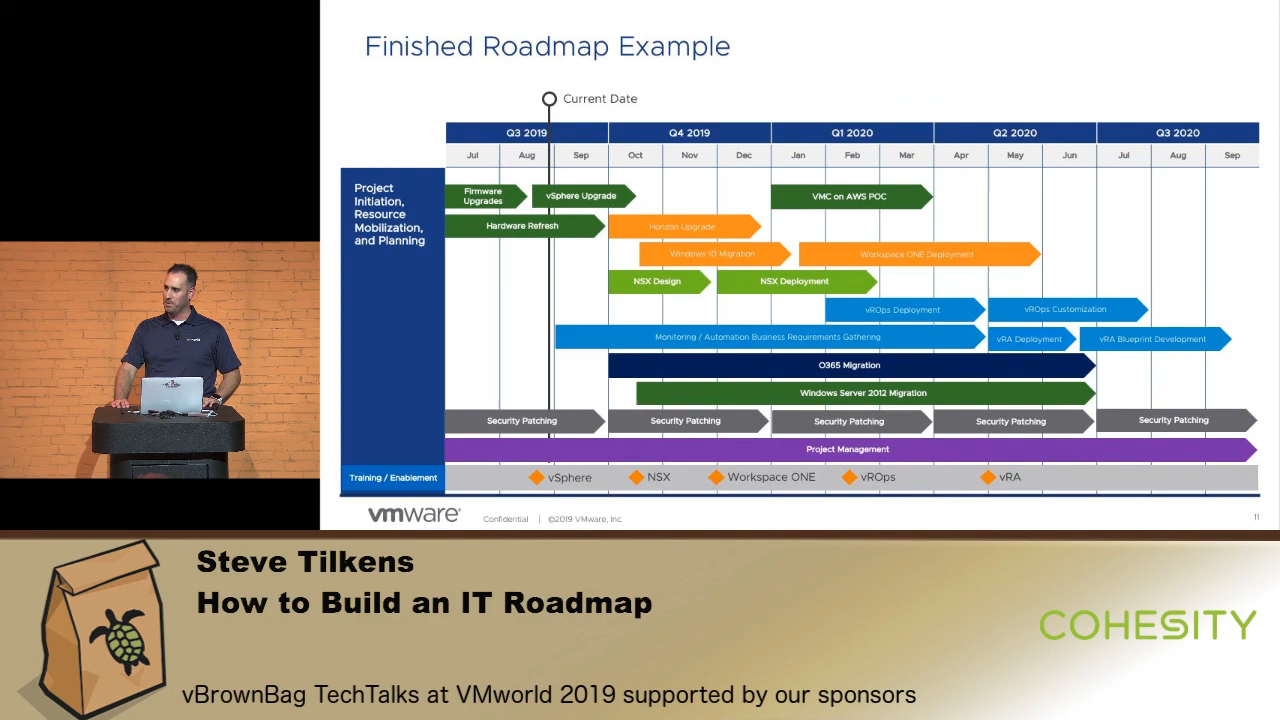 Finished Roadmap Example
Current Date
Q3 2019
Q4 2019
Q1 2020
Q2 2020
Q3 2020
Jul
Aug
Sep
Oct
Nov
Dec
Jan
Feb
Mar
Apr
May
Jun
Jul
Aug
Sep
Project
Initiation,
Resource
Mobilization,
and Planning
Firmware
Upgrades
vSphere Upgrade
VMC on AWS POC
Hardware Refresh
Horizon Upgrade
Windows 10 Migration
Workspace ONE Deployment
NSX Design
NSX Deployment
vROps Deployment
vROps Customization
Monitoring / Automation Business Requirements Gathering
vRA Deployment
vRA Blueprint Development
O365 Migration
Windows Server 2012 Migration
Security Patching
Security Patching
Security Patching
Security Patching
Security Patching
Project Management
Training / Enablement
vSphere
NSX
Workspace ONE
vROps
vRA
vmware®
Confidential | ©2019 VMware, Inc.
11
Steve Tilkens
How to Build an IT Roadmap
COHESITY
vBrownBag TechTalks at VMworld 2019 supported by our sponsors